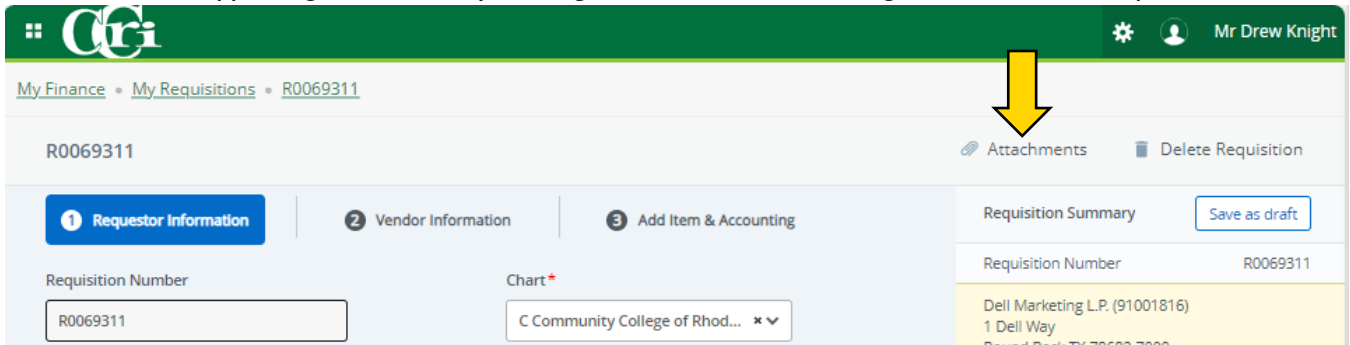 CCRi
Mr Drew Knight
My Finance • My Requisitions • R0069311
R0069311
Attachments
Delete Requisition
1 Requestor Information
2 Vendor Information
3 Add Item & Accounting
Requisition Summary
Save as draft
Requisition Number
R0069311
Requisition Number
Chart*
R0069311
C Community College of Rhod...
Dell Marketing L.P. (91001816)
1 Dell Way